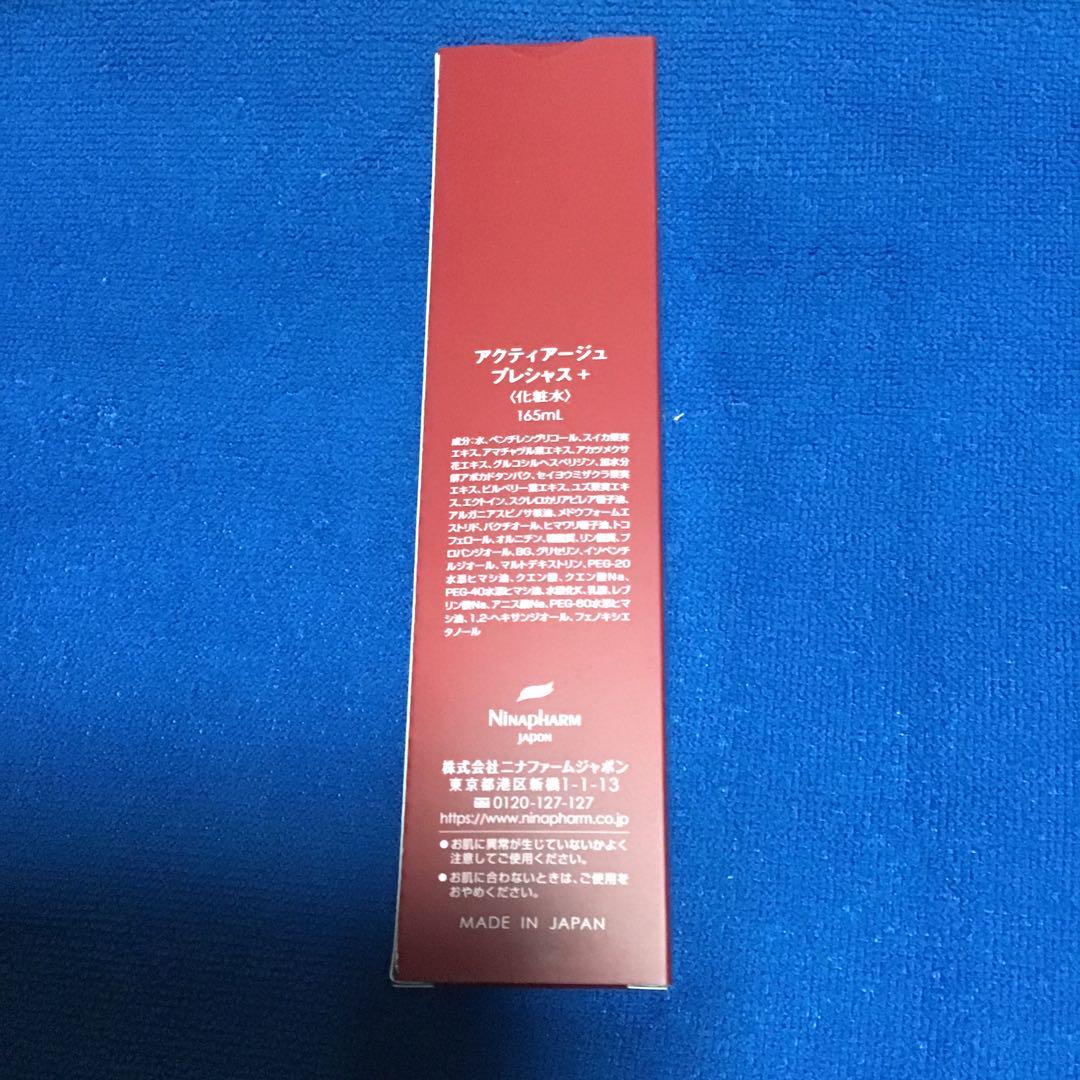 アクティアージュ
プレシャス+
〈化粧水〉
165mL
成分:水、ペンチレングリコール、スイカ果実
エキス、アマチャヅル葉エキス、アカツメクサ
花エキス、グルコシルヘスペリジン、加水分
解アボカドタンパク、セイヨウミザクラ果実
エキス、ビルベリー葉エキス、ユズ果実エキ
ス、エクトイン、スクレロカリアビレア種子油、
アルガニアスピノサ核油、メドウフォームエ
ストリド、バクチオール、ヒマワリ種子油、トコ
フェロール、オルニチン、糖脂質、リン脂質、プ
ロパンジオール、BG、グリセリン、イソペンチ
ルジオール、マルトデキストリン、PEG-20
水添ヒマシ油、クエン酸、クエン酸Na、
PEG-40水添ヒマシ油、水酸化K、乳酸、レブ
リン酸Na、アニス酸Na、PEG-60水添ヒマ
シ油、1,2-ヘキサンジオール、フェノキシエ
タノール
NINAPHARM
JAPON
株式会社ニナファームジャポン
東京都港区新橋1-1-13
0120-127-127
https://www.ninapharm.co.jp
●お肌に異常が生じていないかよく
注意してご使用ください。
●お肌に合わないときは、ご使用を
おやめください。
MADE IN JAPAN